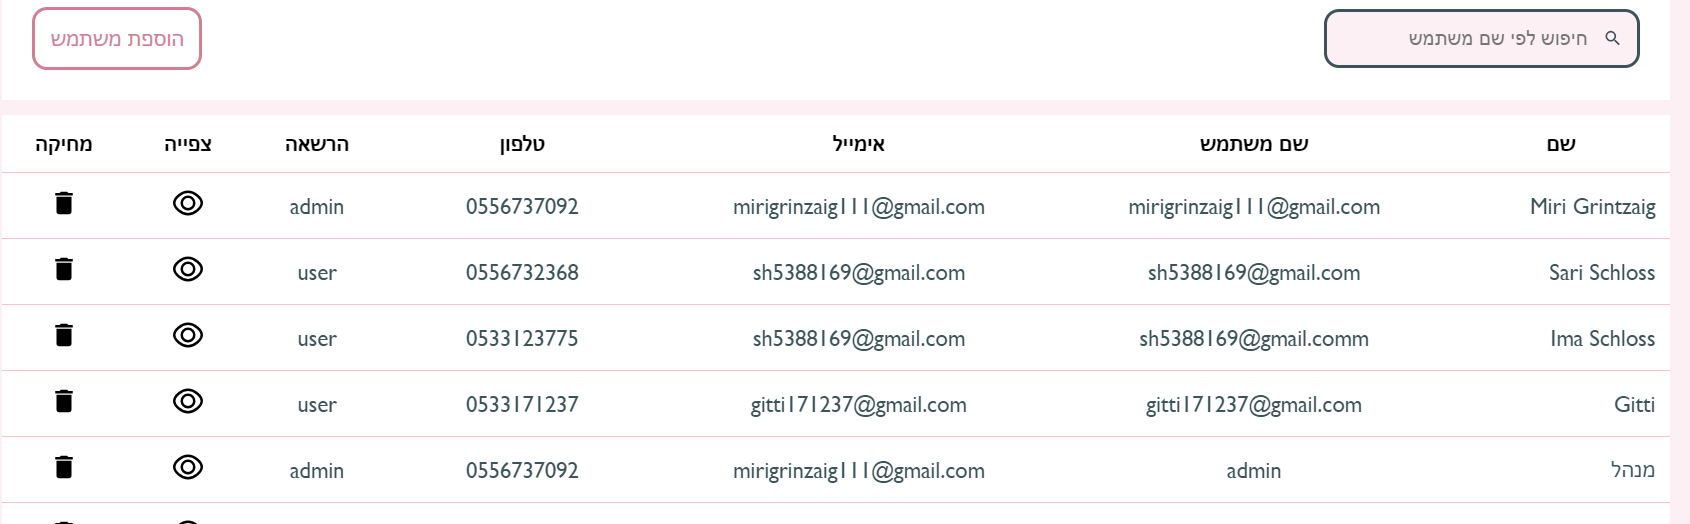 חיפוש לפי שם משתמש
הוספת משתמש
שם שם משתמש אימייל טלפון הרשאה צפייה מחיקה
Miri Grintzaig mirigrinzaig111@gmail.com mirigrinzaig111@gmail.com 0556737092 admin
Sari Schloss sh5388169@gmail.com sh5388169@gmail.com 0556732368 user
Ima Schloss sh5388169@gmail.comm sh5388169@gmail.com 0533123775 user
Gitti gitti171237@gmail.com gitti171237@gmail.com 0533171237 user
מנהל admin mirigrinzaig111@gmail.com 0556737092 admin